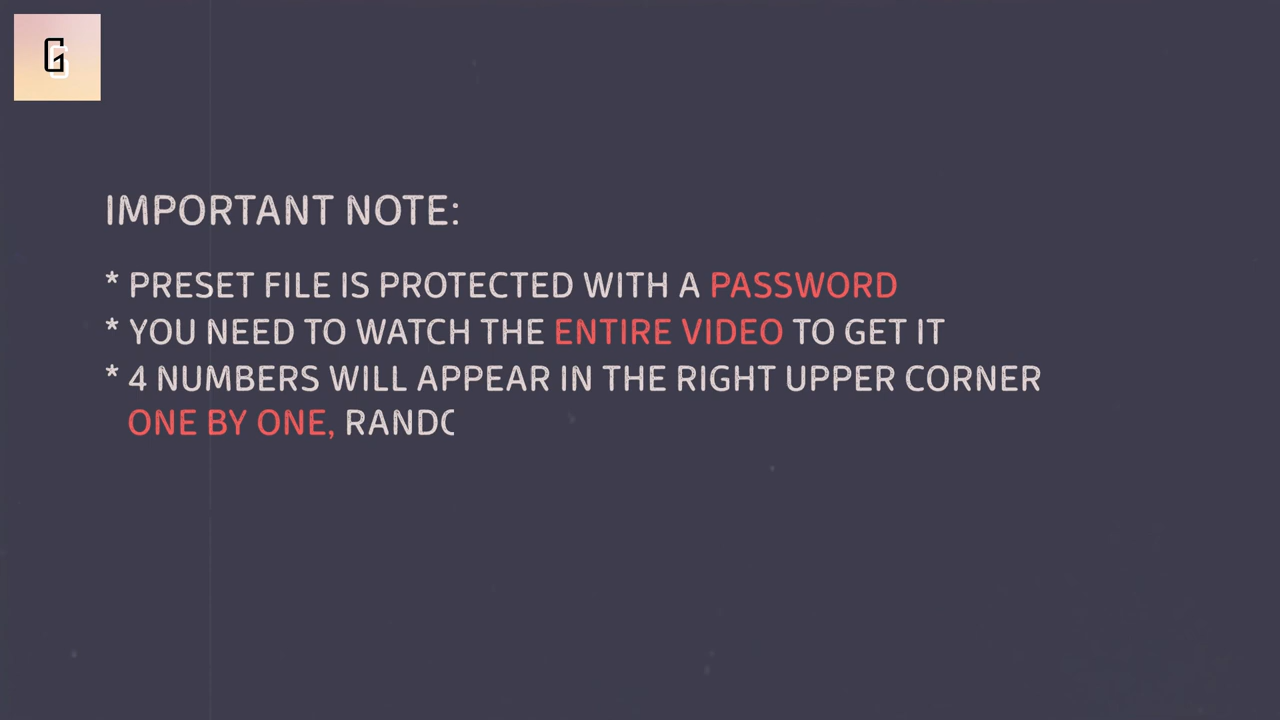 IMPORTANT NOTE:
* PRESET FILE IS PROTECTED WITH A PASSWORD
* YOU NEED TO WATCH THE ENTIRE VIDEO TO GET IT
* 4 NUMBERS WILL APPEAR IN THE RIGHT UPPER CORNER
ONE BY ONE,